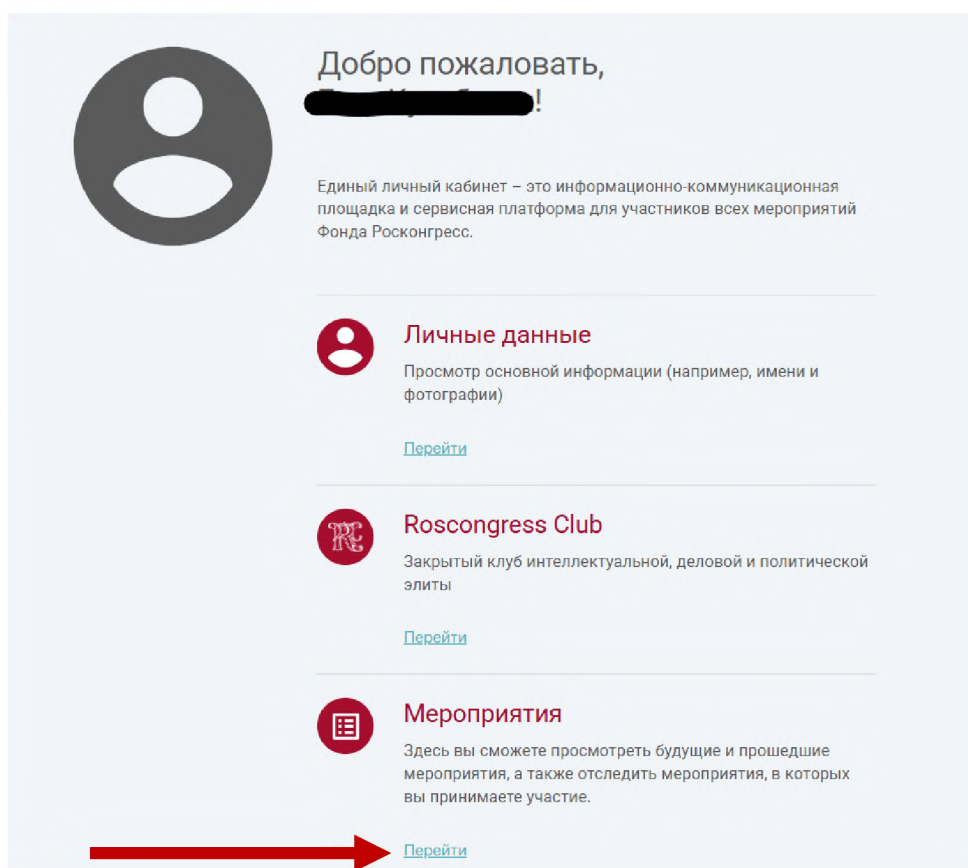 Добро пожаловать,
!
Единый личный кабинет – это информационно-коммуникационная
площадка и сервисная платформа для участников всех мероприятий
Фонда Росконгресс.
Личные данные
Просмотр основной информации (например, имени и
фотографии)
Перейти
Roscongress Club
Закрытый клуб интеллектуальной, деловой и политической
элиты
Перейти
Мероприятия
Здесь вы сможете просмотреть будущие и прошедшие
мероприятия, а также отследить мероприятия, в которых
вы принимаете участие.
Перейти